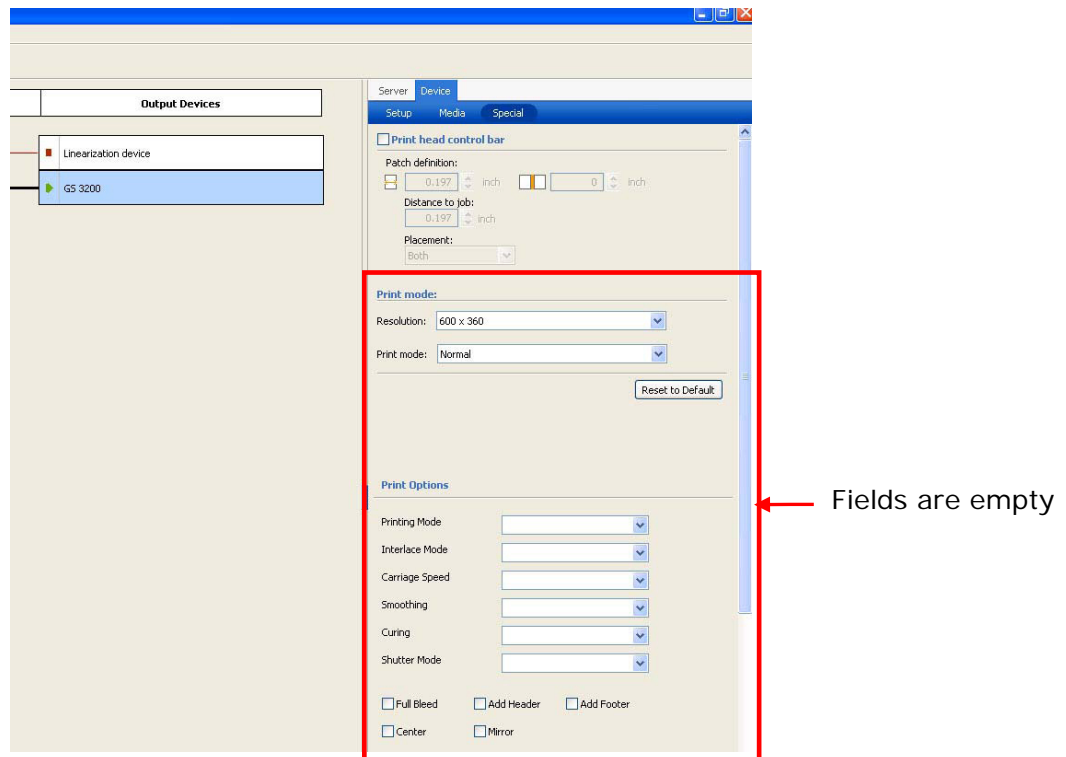 Output Devices
Linearization device
GS 3200
Server Device
Setup Media Special
Print head control bar
Patch definition:
0.197 inch 0 inch
Distance to job:
0.197 inch
Placement:
Both
Print mode:
Resolution: 600 x 360
Print mode: Normal
Reset to Default
Print Options
Printing Mode
Interlace Mode
Carriage Speed
Smoothing
Curing
Shutter Mode
Full Bleed Add Header Add Footer
Center Mirror
Fields are empty